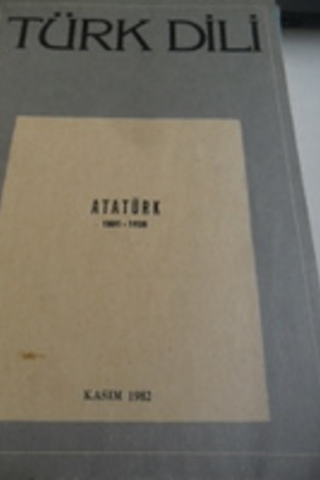 TÜRK DİLİ
ATATÜRK
1881-1938
KASIM 1982